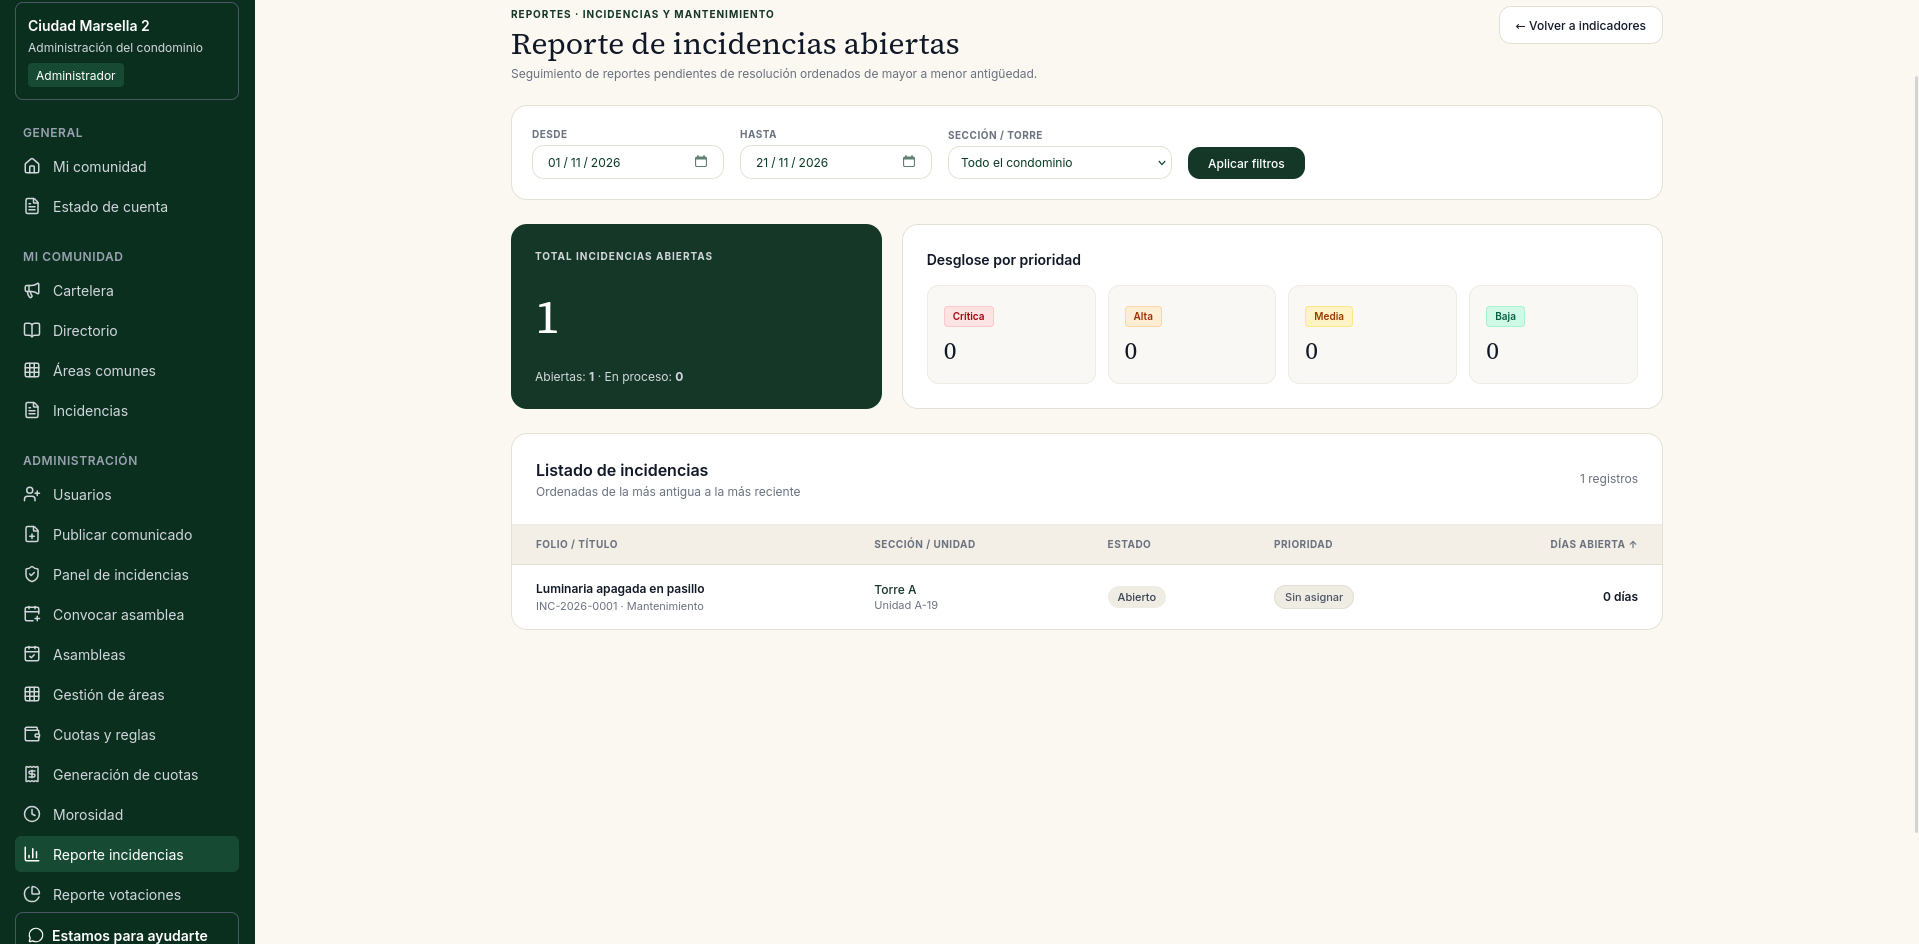 Ciudad Marsella 2
Administración del condominio
Administrador
GENERAL
Mi comunidad
Estado de cuenta
MI COMUNIDAD
Cartelera
Directorio
Áreas comunes
Incidencias
ADMINISTRACIÓN
Usuarios
Publicar comunicado
Panel de incidencias
Convocar asamblea
Asambleas
Gestión de áreas
Cuotas y reglas
Generación de cuotas
Morosidad
Reporte incidencias
Reporte votaciones
Estamos para ayudarte
REPORTES · INCIDENCIAS Y MANTENIMIENTO
Reporte de incidencias abiertas
Seguimiento de reportes pendientes de resolución ordenados de mayor a menor antigüedad.
← Volver a indicadores
DESDE
01 / 11 / 2026
HASTA
21 / 11 / 2026
SECCIÓN / TORRE
Todo el condominio
Aplicar filtros
TOTAL INCIDENCIAS ABIERTAS
1
Abiertas: 1 · En proceso: 0
Desglose por prioridad
Crítica
0
Alta
0
Media
0
Baja
0
Listado de incidencias
Ordenadas de la más antigua a la más reciente
1 registros
FOLIO / TÍTULO SECCIÓN / UNIDAD ESTADO PRIORIDAD DÍAS ABIERTA ↑
Luminaria apagada en pasillo
INC-2026-0001 · Mantenimiento
Torre A
Unidad A-19
Abierto
Sin asignar
0 días